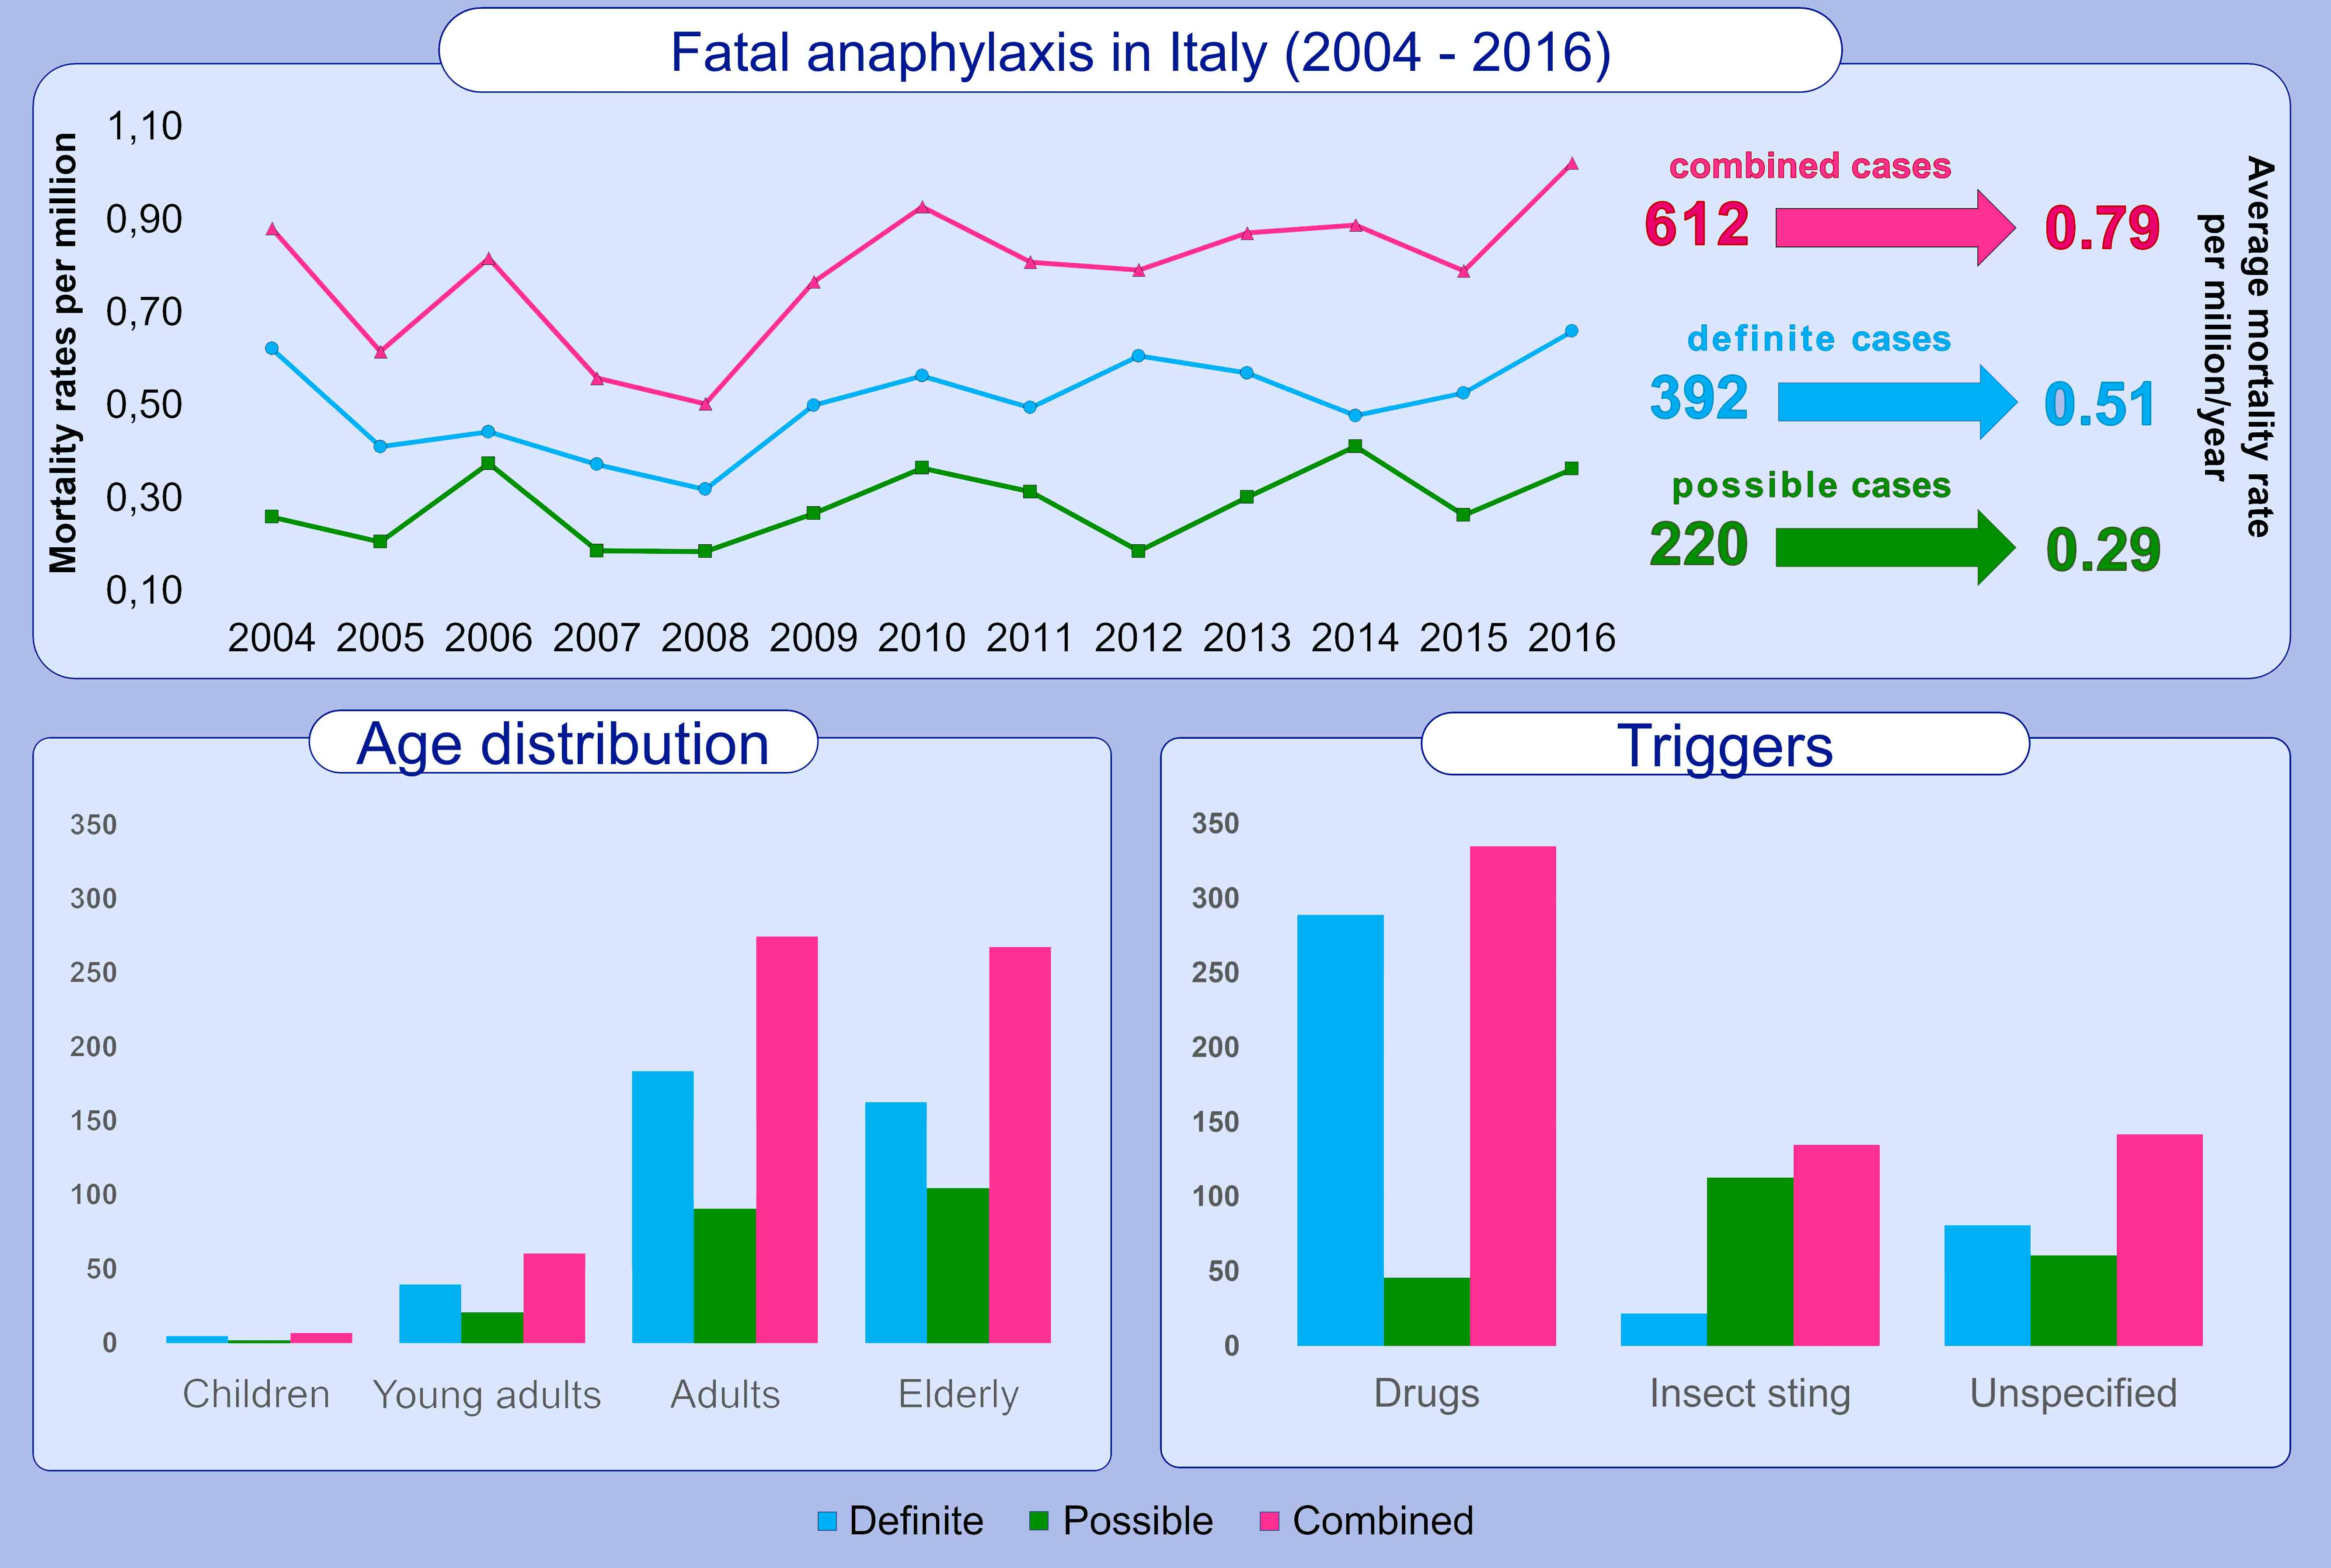 Fatal anaphylaxis in Italy (2004 - 2016)
Mortality rates per million
1,10
0,90
0,70
0,50
0,30
0,10
2004 2005 2006 2007 2008 2009 2010 2011 2012 2013 2014 2015 2016
combined cases
612 0.79
definite cases
392 0.51
possible cases
220 0.29
Average mortality rate
per million/year
Age distribution
350
300
250
200
150
100
50
0
Children Young adults Adults Elderly
Triggers
350
300
250
200
150
100
50
0
Drugs Insect sting Unspecified
Definite Possible Combined